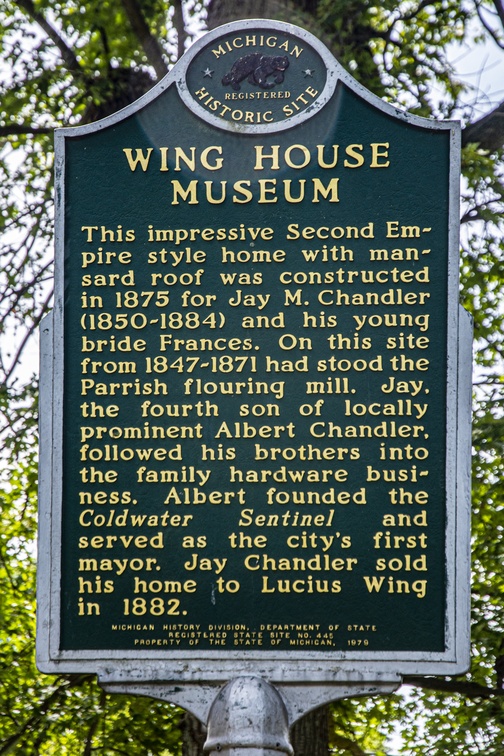 MICHIGAN
REGISTERED
HISTORIC SITE
WING HOUSE
MUSEUM
This impressive Second Em-
pire style home with man-
sard roof was constructed
in 1875 for Jay M. Chandler
(1850-1884) and his young
bride Frances. On this site
from 1847-1871 had stood the
Parrish flouring mill. Jay,
the fourth son of locally
prominent Albert Chandler,
followed his brothers into
the family hardware busi-
ness. Albert founded the
Coldwater Sentinel and
served as the city's first
mayor. Jay Chandler sold
his home to Lucius Wing
in 1882.
MICHIGAN HISTORY DIVISION, DEPARTMENT OF STATE
REGISTERED STATE SITE NO. 445
PROPERTY OF THE STATE OF MICHIGAN, 1979